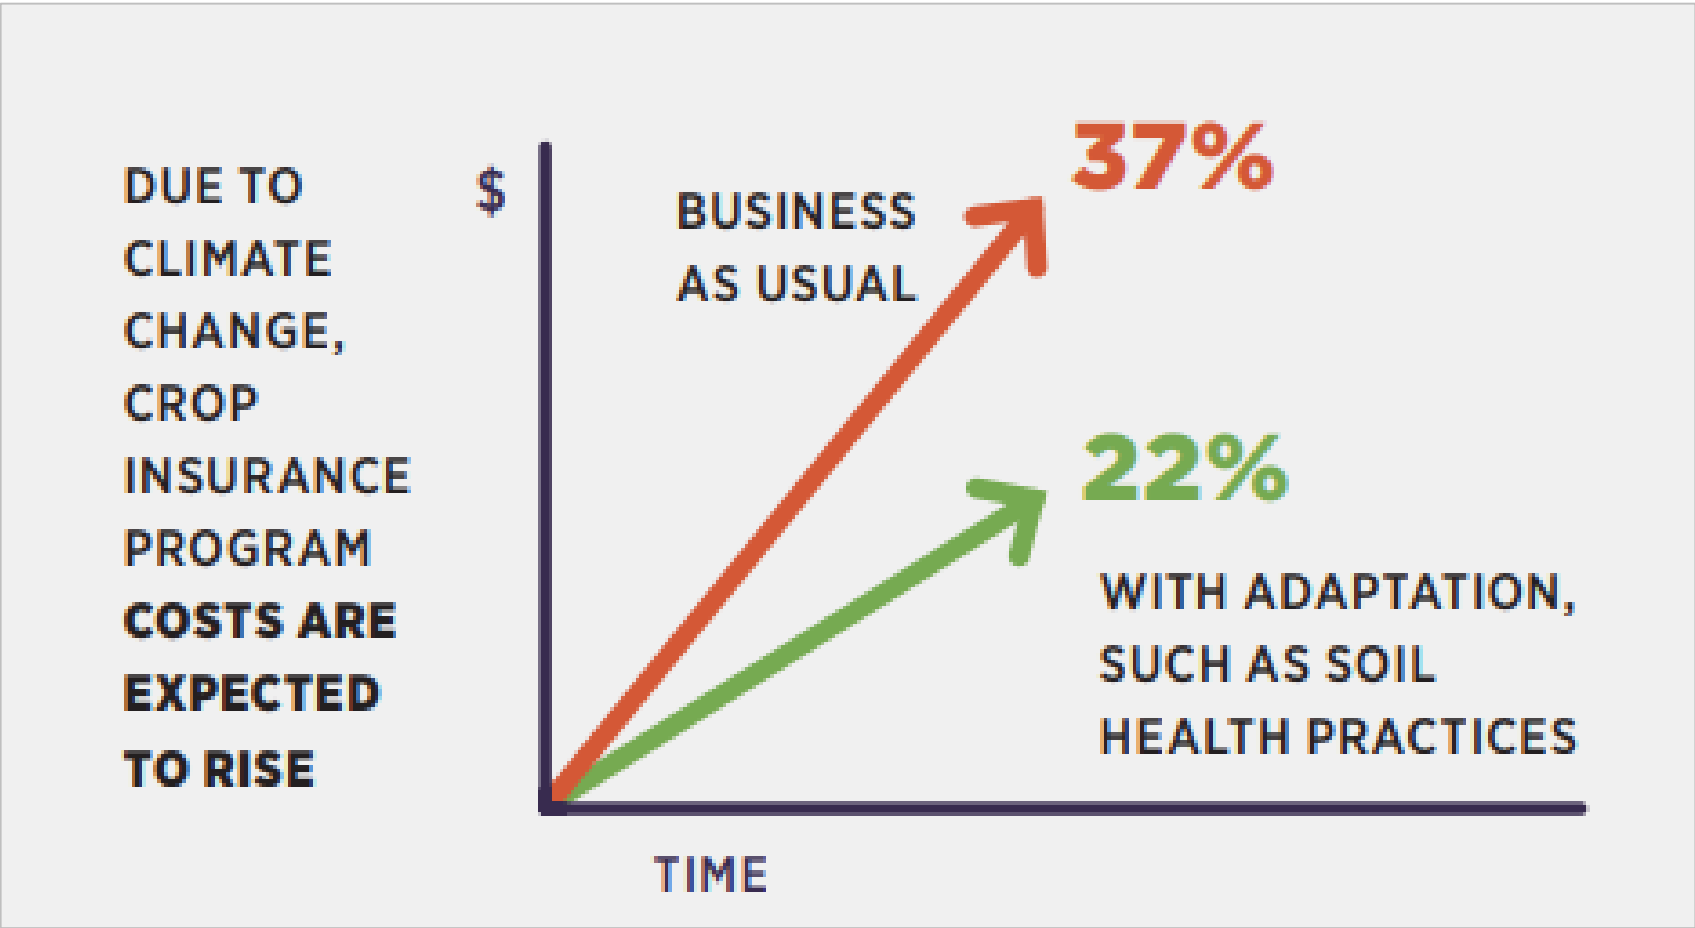 DUE TO
CLIMATE
CHANGE,
CROP
INSURANCE
PROGRAM
COSTS ARE
EXPECTED
TO RISE
$
BUSINESS
AS USUAL
37%
22%
WITH ADAPTATION,
SUCH AS SOIL
HEALTH PRACTICES
TIME